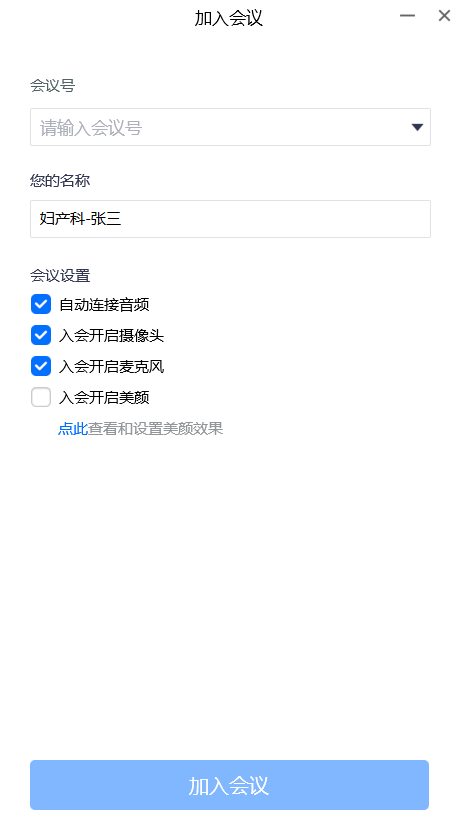 加入会议
会议号
请输入会议号
您的名称
妇产科-张三
会议设置
自动连接音频
入会开启摄像头
入会开启麦克风
入会开启美颜
点此查看和设置美颜效果
加入会议